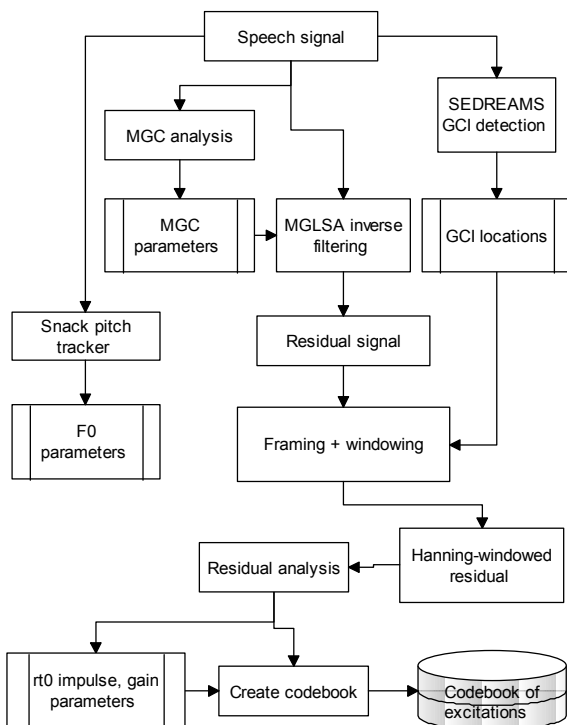 Speech signal
SEDREAMS
GCI detection
MGC analysis
MGC
parameters
MGLSA inverse
filtering
GCI locations
Snack pitch
tracker
Residual signal
F0
parameters
Framing + windowing
Hanning-windowed
residual
Residual analysis
rt0 impulse, gain
parameters
Create codebook
Codebook of
excitations